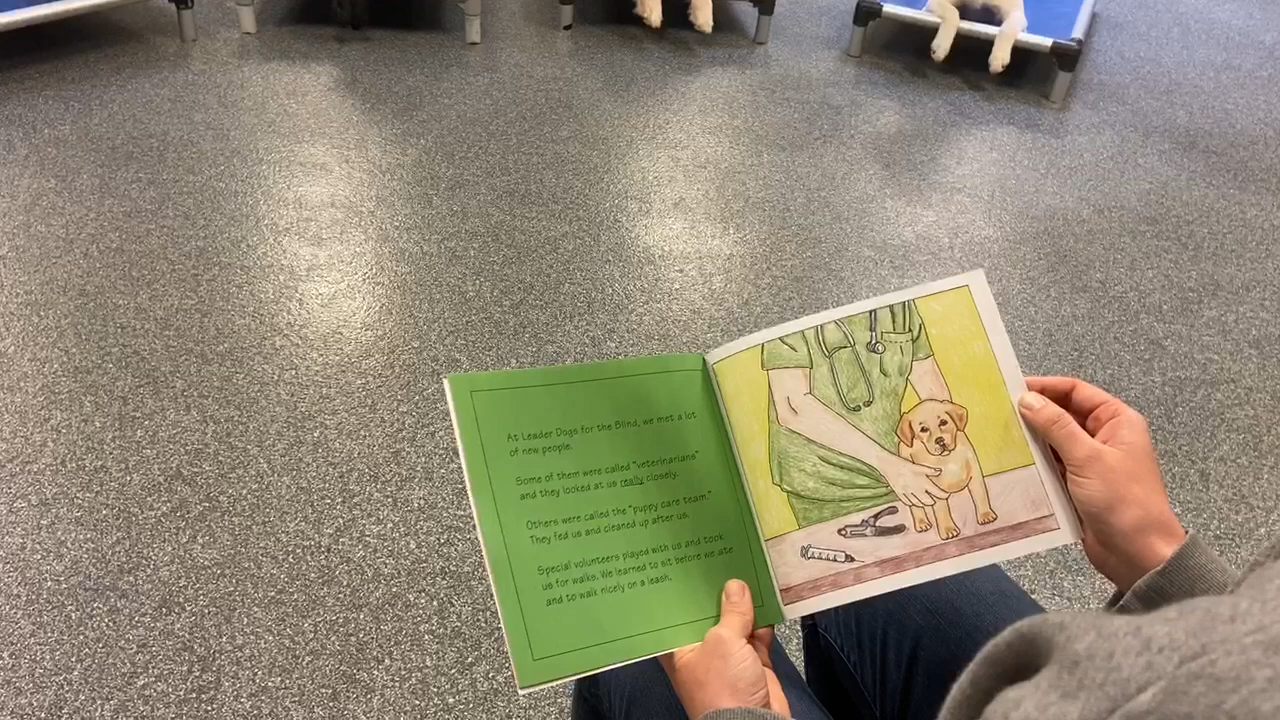 At Leader Dogs for the Blind, we met a lot
of new people.
Some of them were called "veterinarians"
and they looked at us really closely.
Others were called the "puppy care team."
They fed us and cleaned up after us.
Special volunteers played with us and took
us for walks. We learned to sit before we ate
and to walk nicely on a leash.